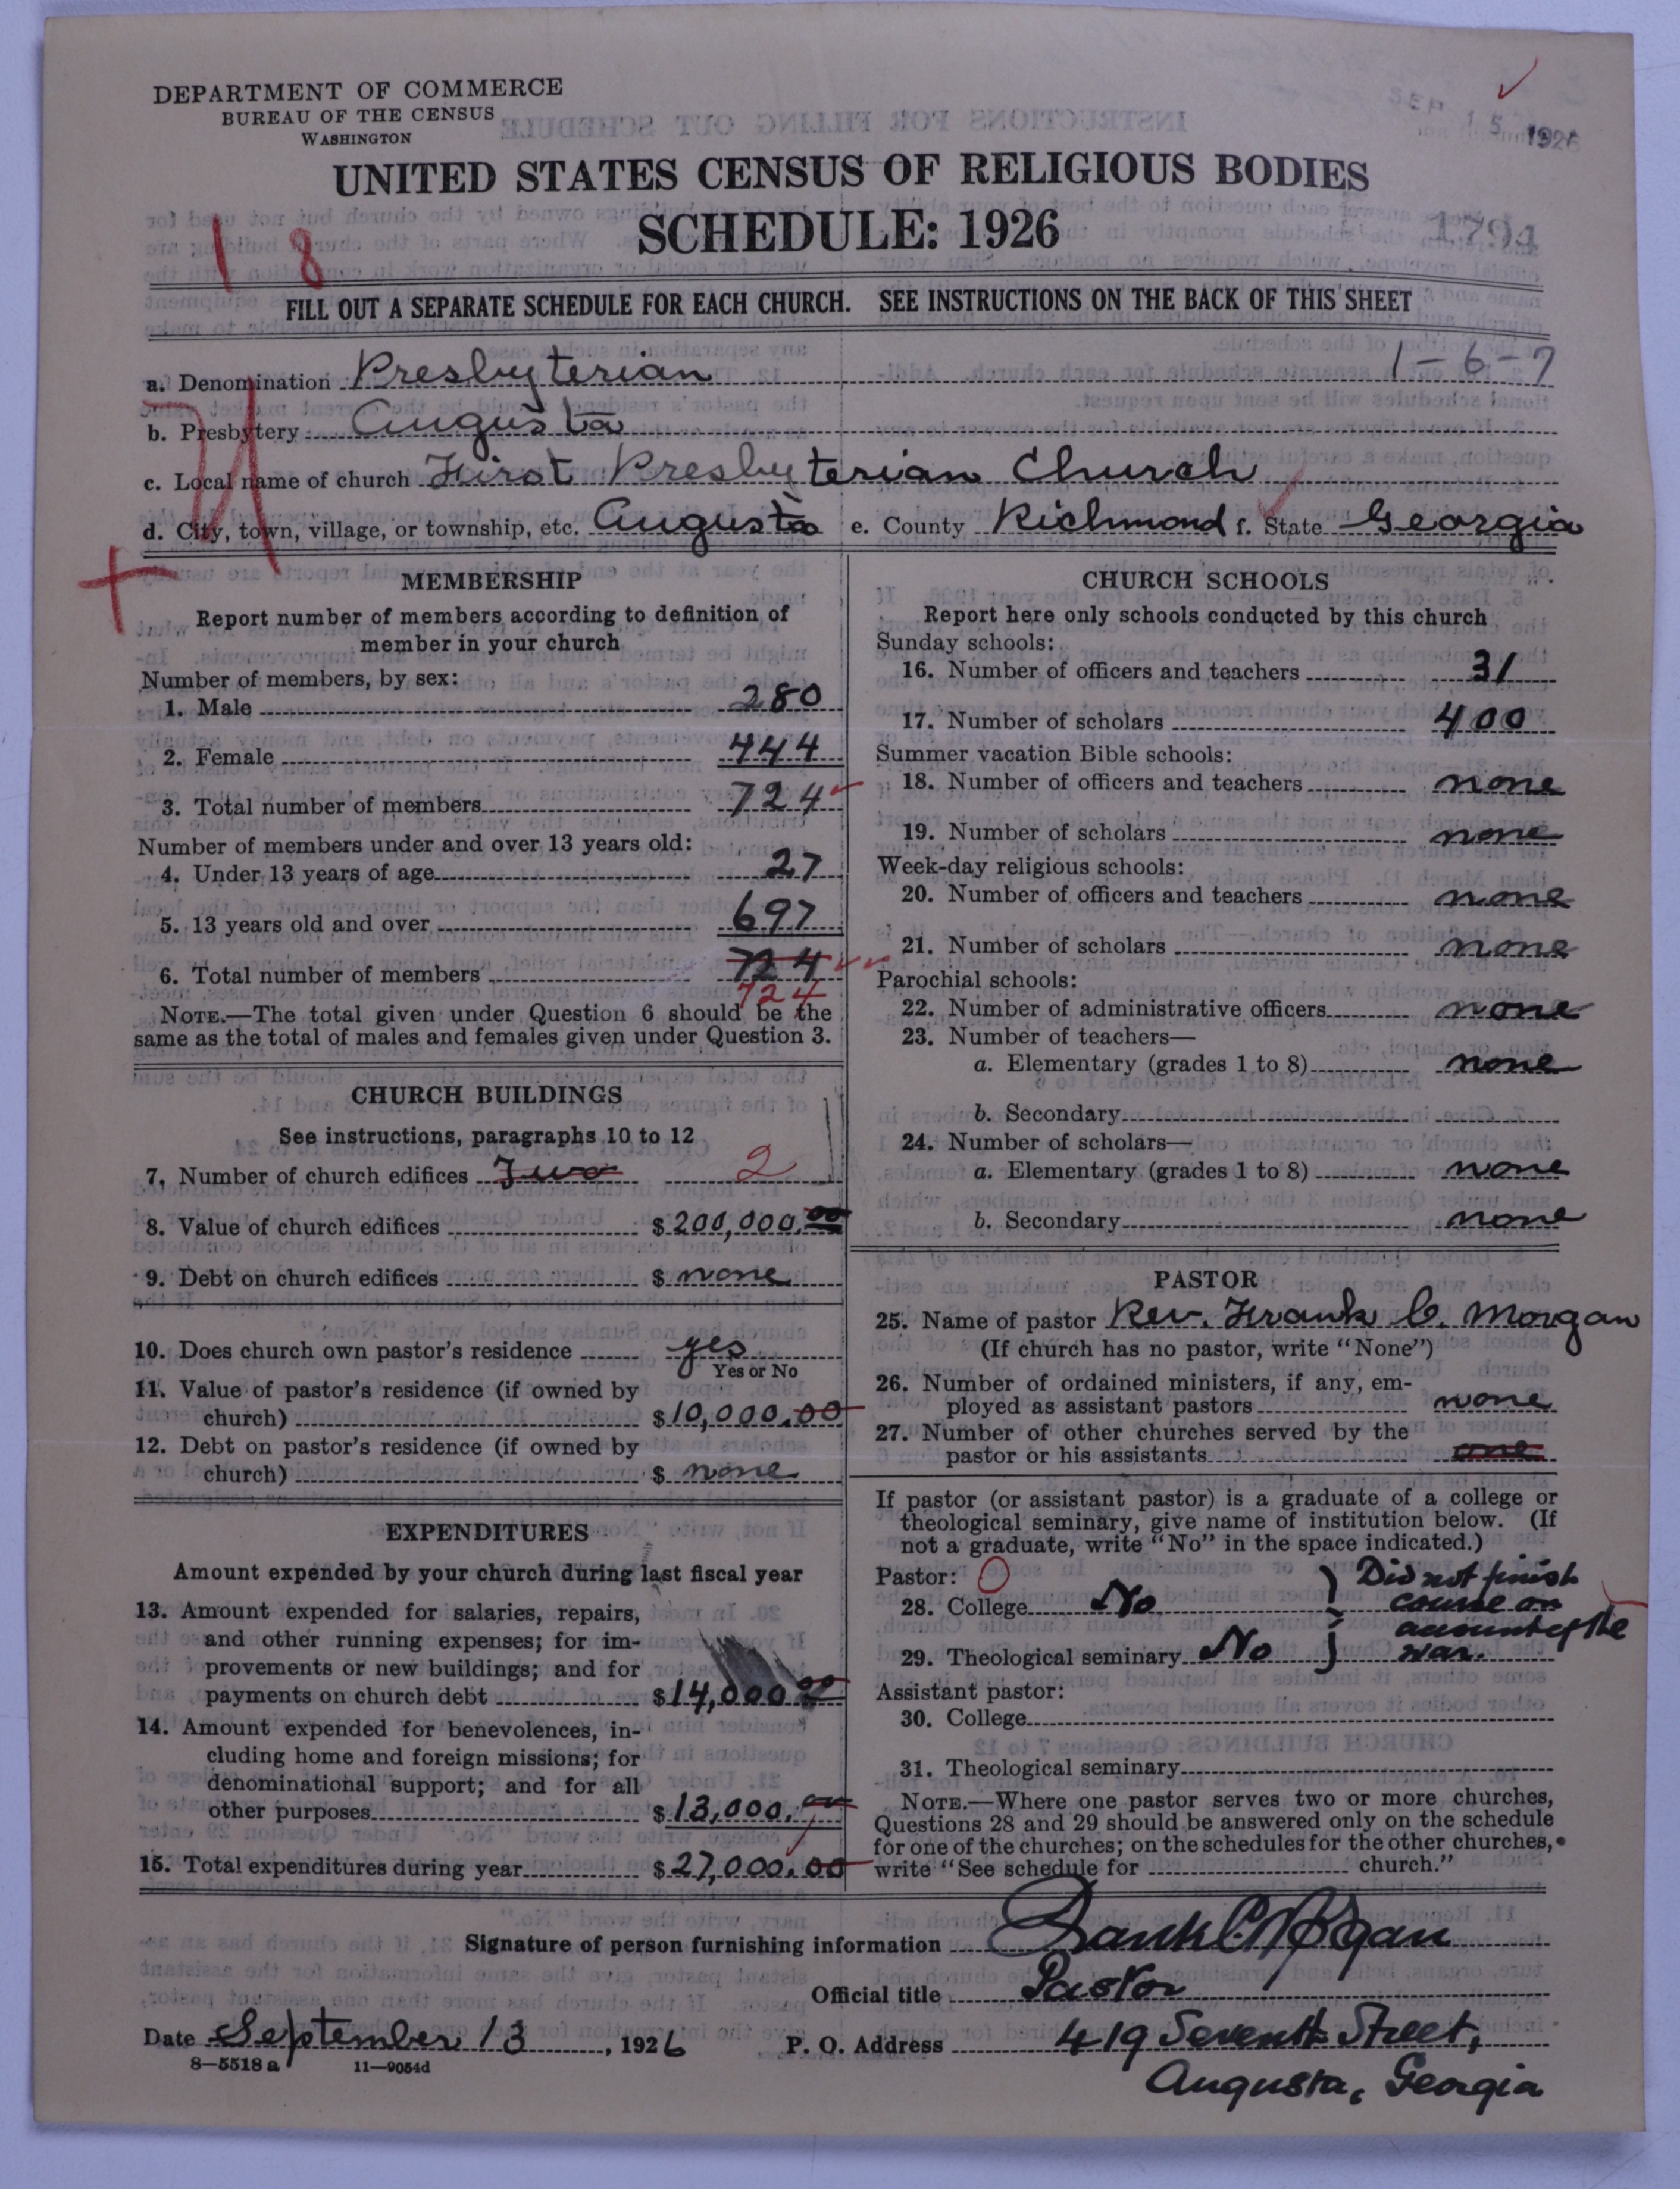 DEPARTMENT OF COMMERCE
BUREAU OF THE CENSUS
WASHINGTON
SEP 15 1926
UNITED STATES CENSUS OF RELIGIOUS BODIES
SCHEDULE: 1926
1794
1 8
FILL OUT A SEPARATE SCHEDULE FOR EACH CHURCH. SEE INSTRUCTIONS ON THE BACK OF THIS SHEET
1-6-7
a. Denomination Presbyterian
b. Presbytery Augusta
c. Local name of church First Presbyterian Church
d. City, town, village, or township, etc. Augusta e. County Richmond f. State Georgia
MEMBERSHIP
Report number of members according to definition of
member in your church
Number of members, by sex:
1. Male 280
2. Female 444
3. Total number of members 724
Number of members under and over 13 years old:
4. Under 13 years of age 27
5. 13 years old and over 697
6. Total number of members 724
724
NOTE.—The total given under Question 6 should be the
same as the total of males and females given under Question 3.
CHURCH BUILDINGS
See instructions, paragraphs 10 to 12
7. Number of church edifices Two 2
8. Value of church edifices $ 200,000.00
9. Debt on church edifices $ none
10. Does church own pastor's residence yes
Yes or No
11. Value of pastor's residence (if owned by
church) $ 10,000.00
12. Debt on pastor's residence (if owned by
church) $ none
EXPENDITURES
Amount expended by your church during last fiscal year
13. Amount expended for salaries, repairs,
and other running expenses; for im-
provements or new buildings; and for
payments on church debt $ 14,000 00
14. Amount expended for benevolences, in-
cluding home and foreign missions; for
denominational support; and for all
other purposes $ 13,000.00
15. Total expenditures during year $ 27,000.00
CHURCH SCHOOLS
Report here only schools conducted by this church
Sunday schools:
16. Number of officers and teachers 31
17. Number of scholars 400
Summer vacation Bible schools:
18. Number of officers and teachers none
19. Number of scholars none
Week-day religious schools:
20. Number of officers and teachers none
21. Number of scholars none
Parochial schools:
22. Number of administrative officers none
23. Number of teachers—
a. Elementary (grades 1 to 8) none
b. Secondary
24. Number of scholars—
a. Elementary (grades 1 to 8) none
b. Secondary none
PASTOR
25. Name of pastor Rev. Frank C. Morgan
(If church has no pastor, write "None")
26. Number of ordained ministers, if any, em-
ployed as assistant pastors none
27. Number of other churches served by the
pastor or his assistants one
If pastor (or assistant pastor) is a graduate of a college or
theological seminary, give name of institution below. (If
not a graduate, write "No" in the space indicated.)
Pastor: O
28. College No
29. Theological seminary No
Did not finish
course on
account of the
war.
Assistant pastor:
30. College
31. Theological seminary
NOTE.—Where one pastor serves two or more churches,
Questions 28 and 29 should be answered only on the schedule
for one of the churches; on the schedules for the other churches,
write "See schedule for church."
Signature of person furnishing information Frank C. Morgan
Official title Pastor
Date September 13, 1926 P. O. Address 419 Seventh Street,
Augusta, Georgia
8—5518 a 11—9054d